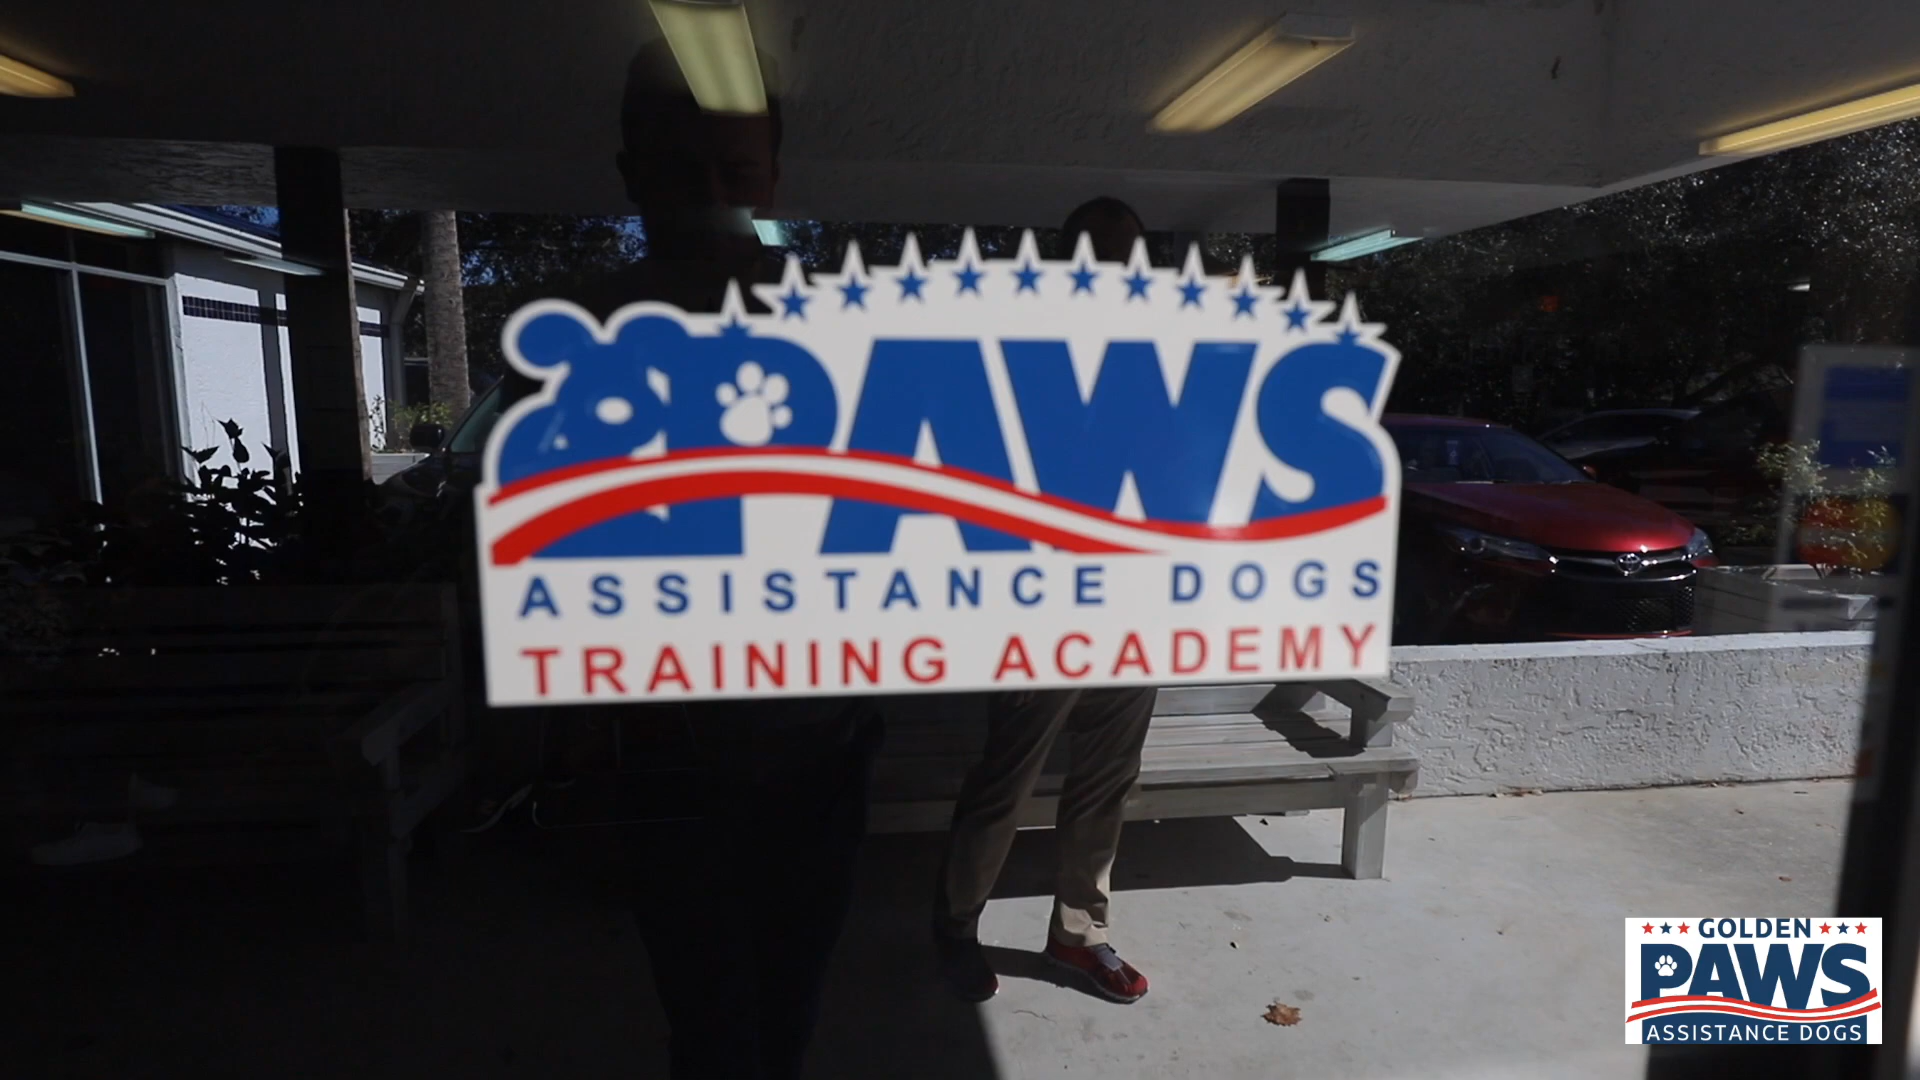 PAWS
ASSISTANCE DOGS
TRAINING ACADEMY
GOLDEN
PAWS
ASSISTANCE DOGS